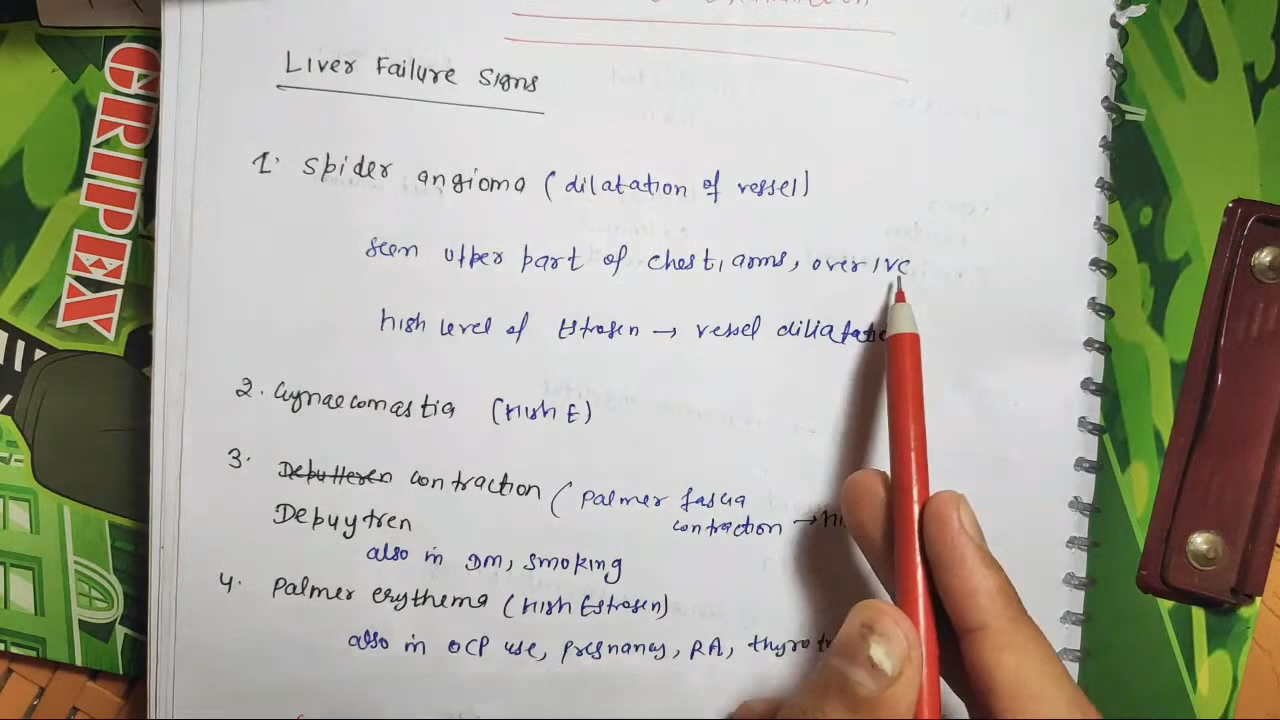 Liver Failure Signs
1. Spider angioma (dilatation of vessel)
seen upper part of chest, arms, over IVC
high level of Estrogen → vessel diliatatio
2. Gynaecomastia (High E)
3. Debutteren contraction (Palmer fascia
contraction →
Debuytren
also in DM, smoking
4. Palmer erythema (High Estrogen)
also in OCP use, pregnancy, RA,
CRIPEX